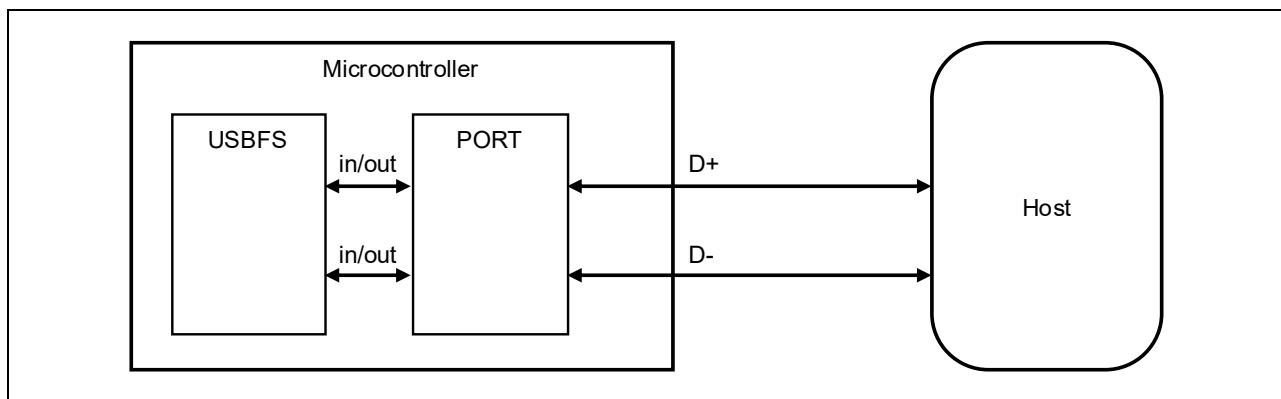 Microcontroller
USBFS
PORT
in/out
D+
in/out
D-
Host